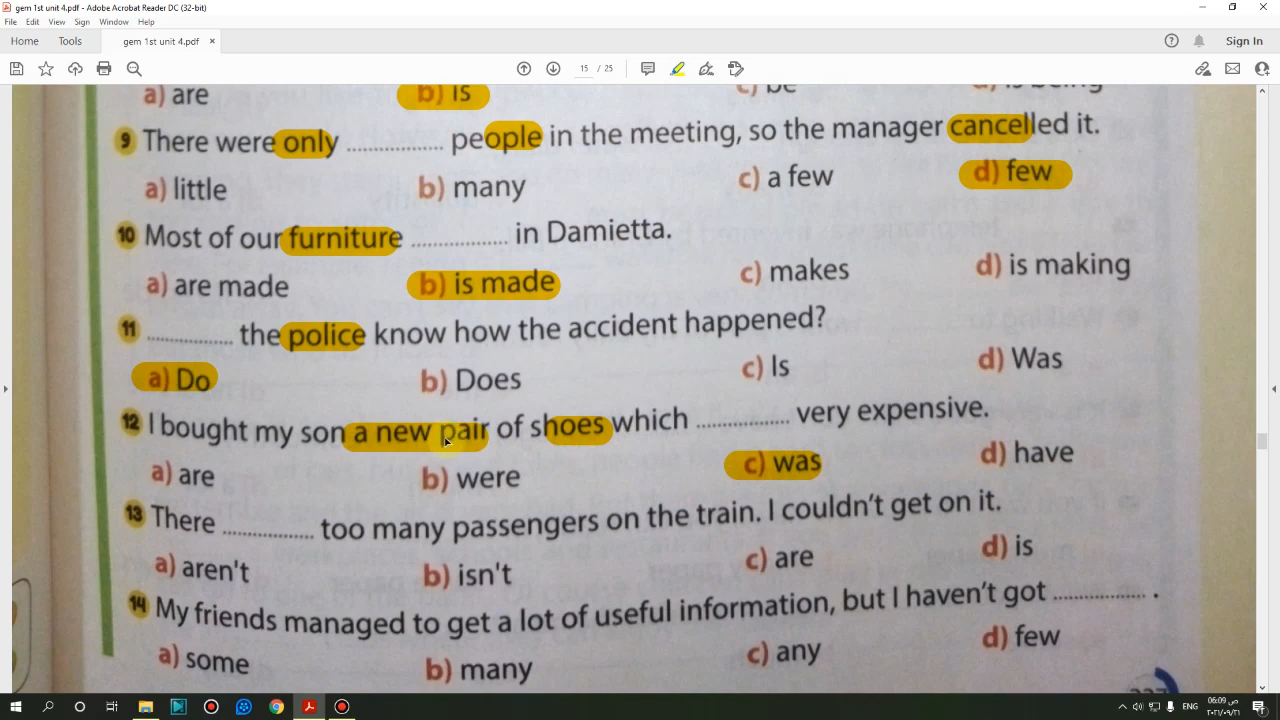 gem 1st unit 4.pdf - Adobe Acrobat Reader DC (32-bit)
File Edit View Sign Window Help
Home Tools gem 1st unit 4.pdf × Sign In
15 / 25
a) are b) is c) be d) is being
9 There were only .................. people in the meeting, so the manager cancelled it.
a) little b) many c) a few d) few
10 Most of our furniture .................. in Damietta.
a) are made b) is made c) makes d) is making
11 .................. the police know how the accident happened?
a) Do b) Does c) Is d) Was
12 I bought my son a new pair of shoes which .................. very expensive.
a) are b) were c) was d) have
13 There .................. too many passengers on the train. I couldn't get on it.
a) aren't b) isn't c) are d) is
14 My friends managed to get a lot of useful information, but I haven't got .................. .
a) some b) many c) any d) few
ENG 06:09 ص